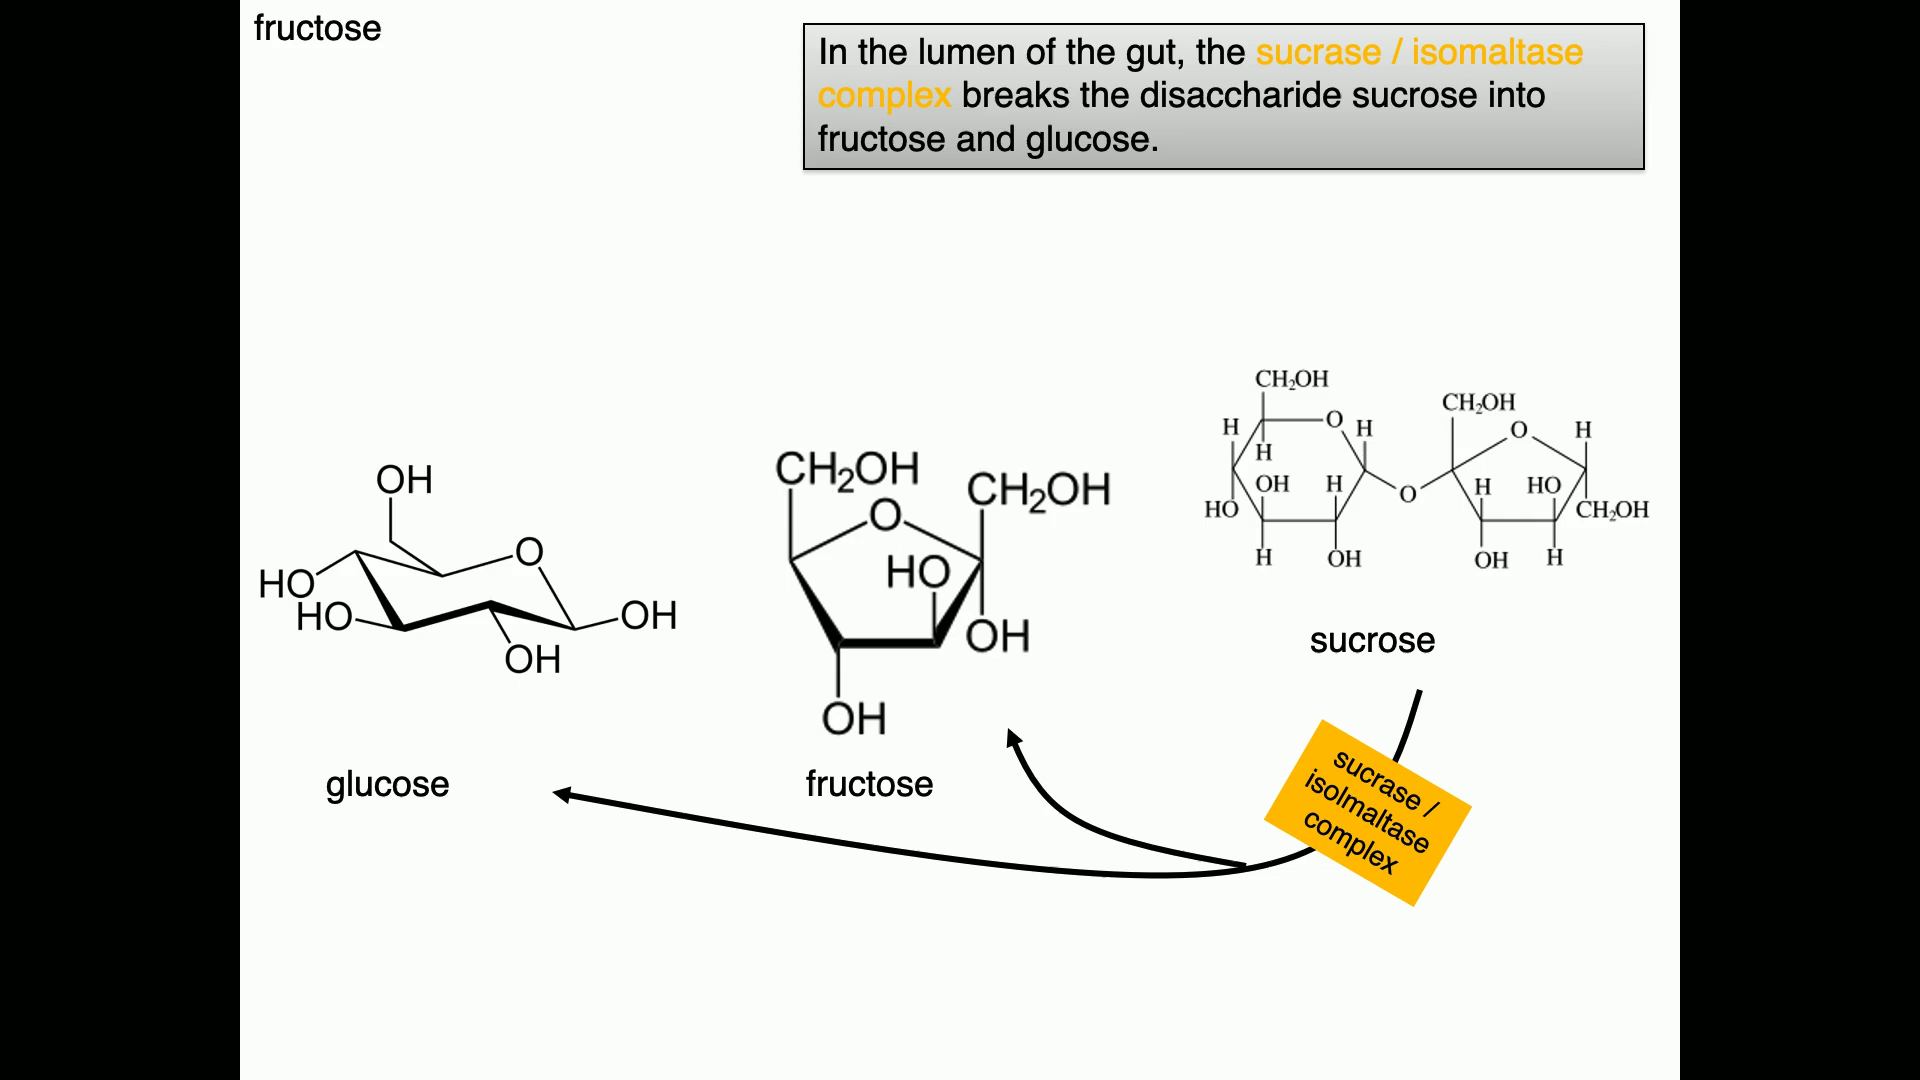 fructose
In the lumen of the gut, the sucrase / isomaltase
complex breaks the disaccharide sucrose into
fructose and glucose.
OH
O
HO
HO
OH
OH
glucose
CH₂OH
CH₂OH
O
HO
OH
OH
fructose
CH₂OH
CH₂OH
O
H
H
O
H
H
OH
H
O
H
HO
HO
CH₂OH
H
OH
OH
H
sucrose
sucrase /
isolmaltase
complex